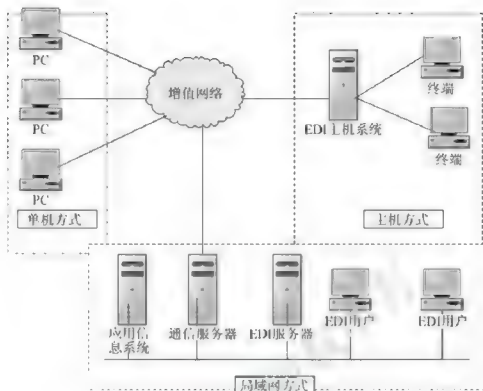 PC
增值网络
终端
PC
EDI主机系统
终端
PC
单机方式
主机方式
应用信
息系统
通信服务器
EDI服务器
EDI用户
EDI用户
局域网方式